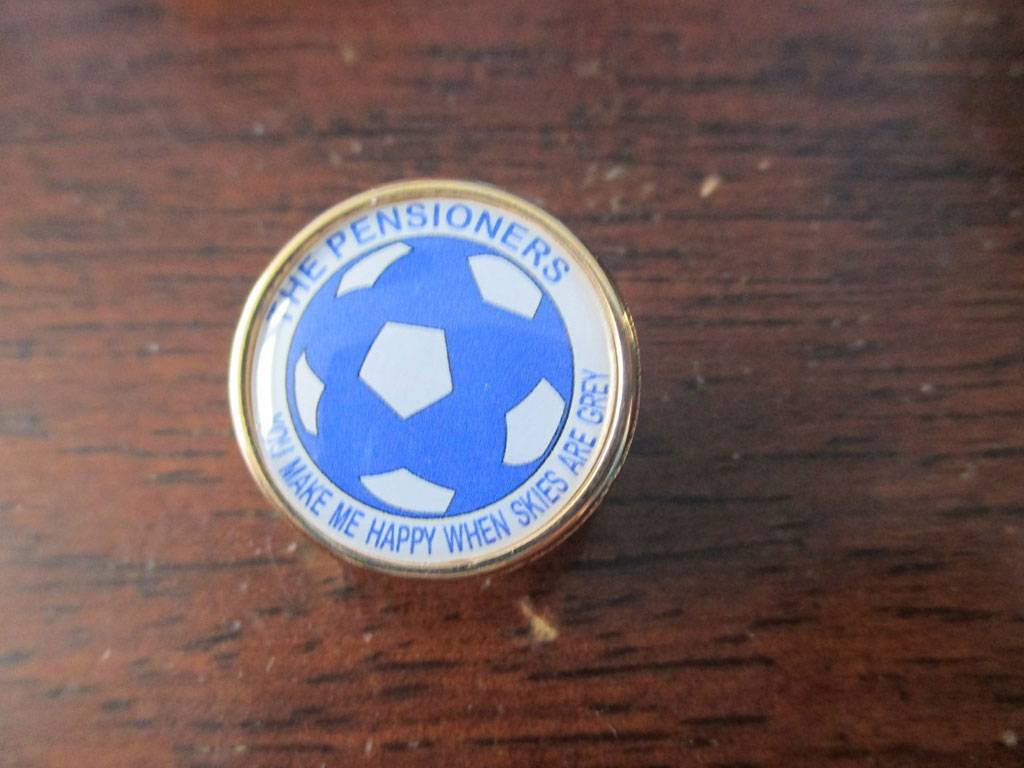 THE PENSIONERS
YOU MAKE ME HAPPY WHEN SKIES ARE GREY